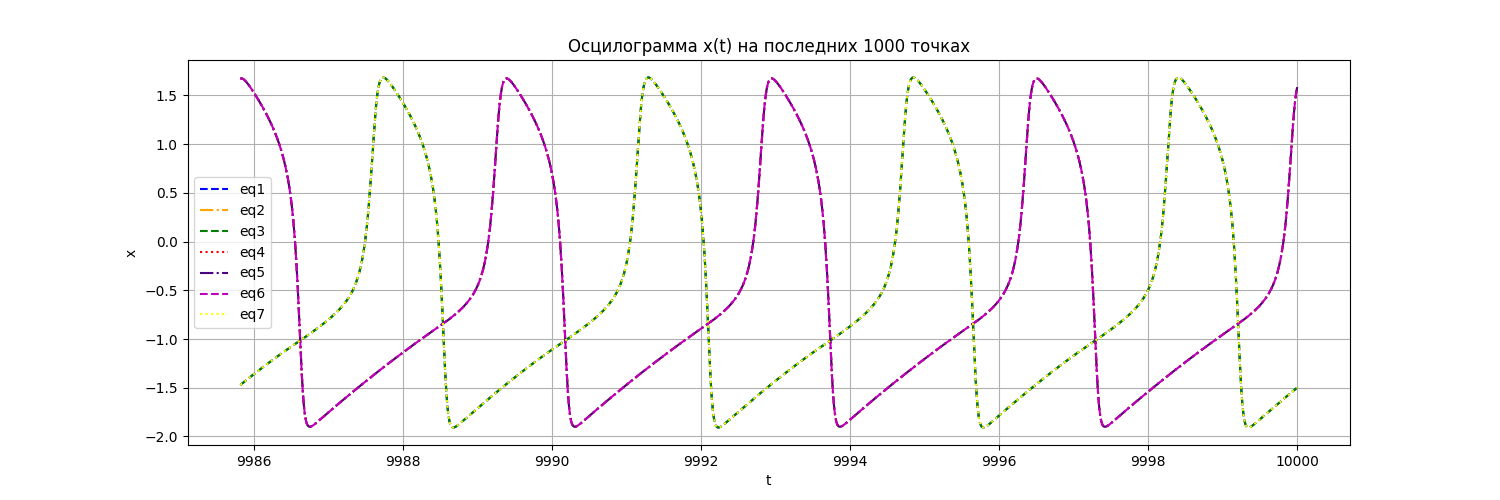 Осцилограмма x(t) на последних 1000 точках
x
1.5
1.0
0.5
0.0
−0.5
−1.0
−1.5
−2.0
eq1
eq2
eq3
eq4
eq5
eq6
eq7
9986 9988 9990 9992 9994 9996 9998 10000
t